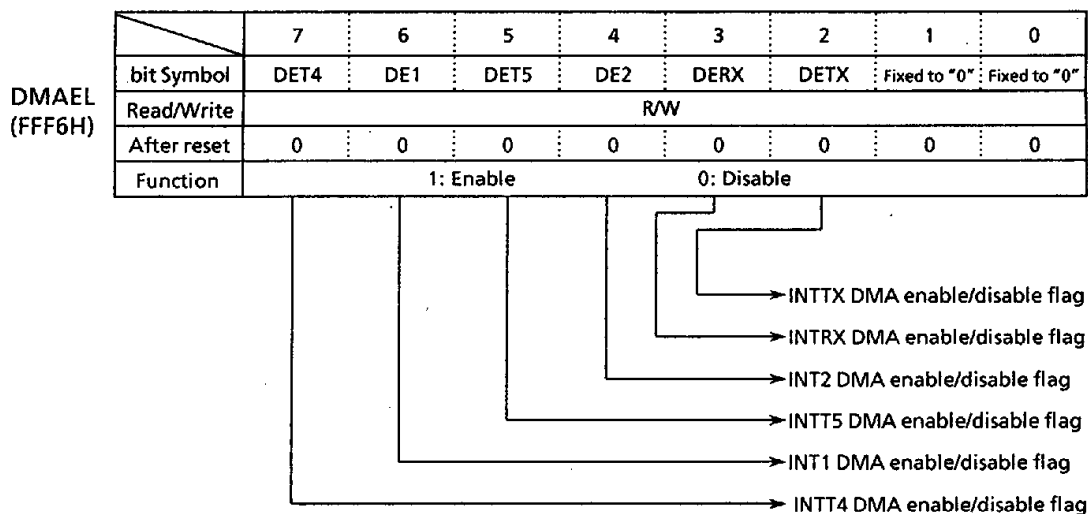 7 6 5 4 3 2 1 0
DMAEL
(FFF6H)
bit Symbol DET4 DE1 DET5 DE2 DERX DETX Fixed to "0" Fixed to "0"
Read/Write R/W
After reset 0 0 0 0 0 0 0 0
Function 1: Enable 0: Disable
INTTX DMA enable/disable flag
INTRX DMA enable/disable flag
INT2 DMA enable/disable flag
INTT5 DMA enable/disable flag
INT1 DMA enable/disable flag
INTT4 DMA enable/disable flag